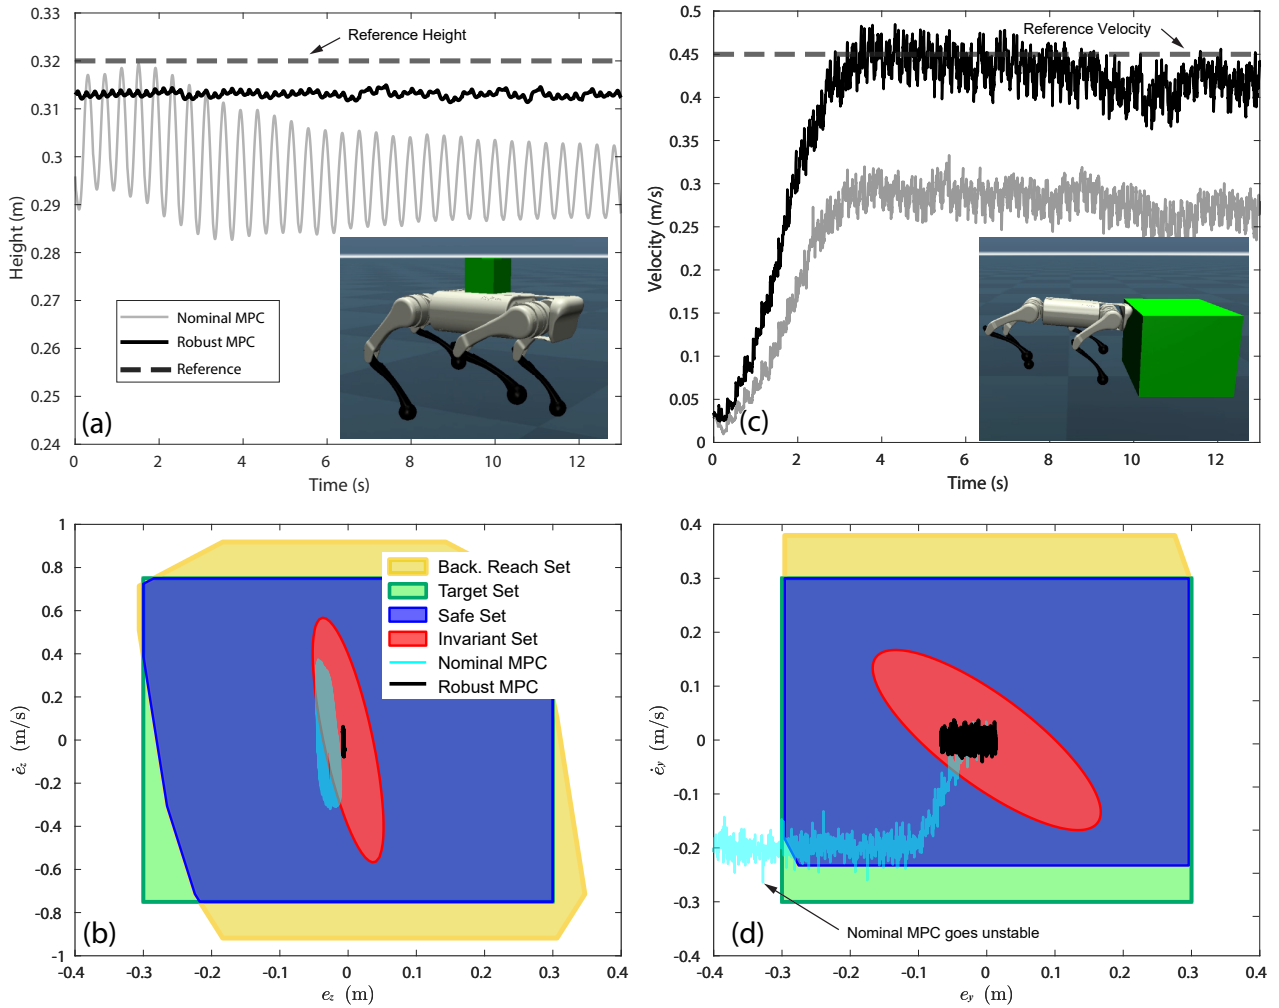 0.33
0.32
0.31
0.3
0.29
0.28
0.27
0.26
0.25
0.24
Height (m)
Reference Height
Nominal MPC
Robust MPC
Reference
(a)
0 2 4 6 8 10 12
Time (s)
0.5
0.45
0.4
0.35
0.3
0.25
0.2
0.15
0.1
0.05
0
Velocity (m/s)
Reference Velocity
(c)
0 2 4 6 8 10 12
Time (s)
1
0.8
0.6
0.4
0.2
0
-0.2
-0.4
-0.6
-0.8
-1
ė_z (m/s)
Back. Reach Set
Target Set
Safe Set
Invariant Set
Nominal MPC
Robust MPC
(b)
-0.4 -0.3 -0.2 -0.1 0 0.1 0.2 0.3 0.4
e_z (m)
0.4
0.3
0.2
0.1
0
-0.1
-0.2
-0.3
-0.4
ė_y (m/s)
Nominal MPC goes unstable
(d)
-0.4 -0.3 -0.2 -0.1 0 0.1 0.2 0.3 0.4
e_y (m)